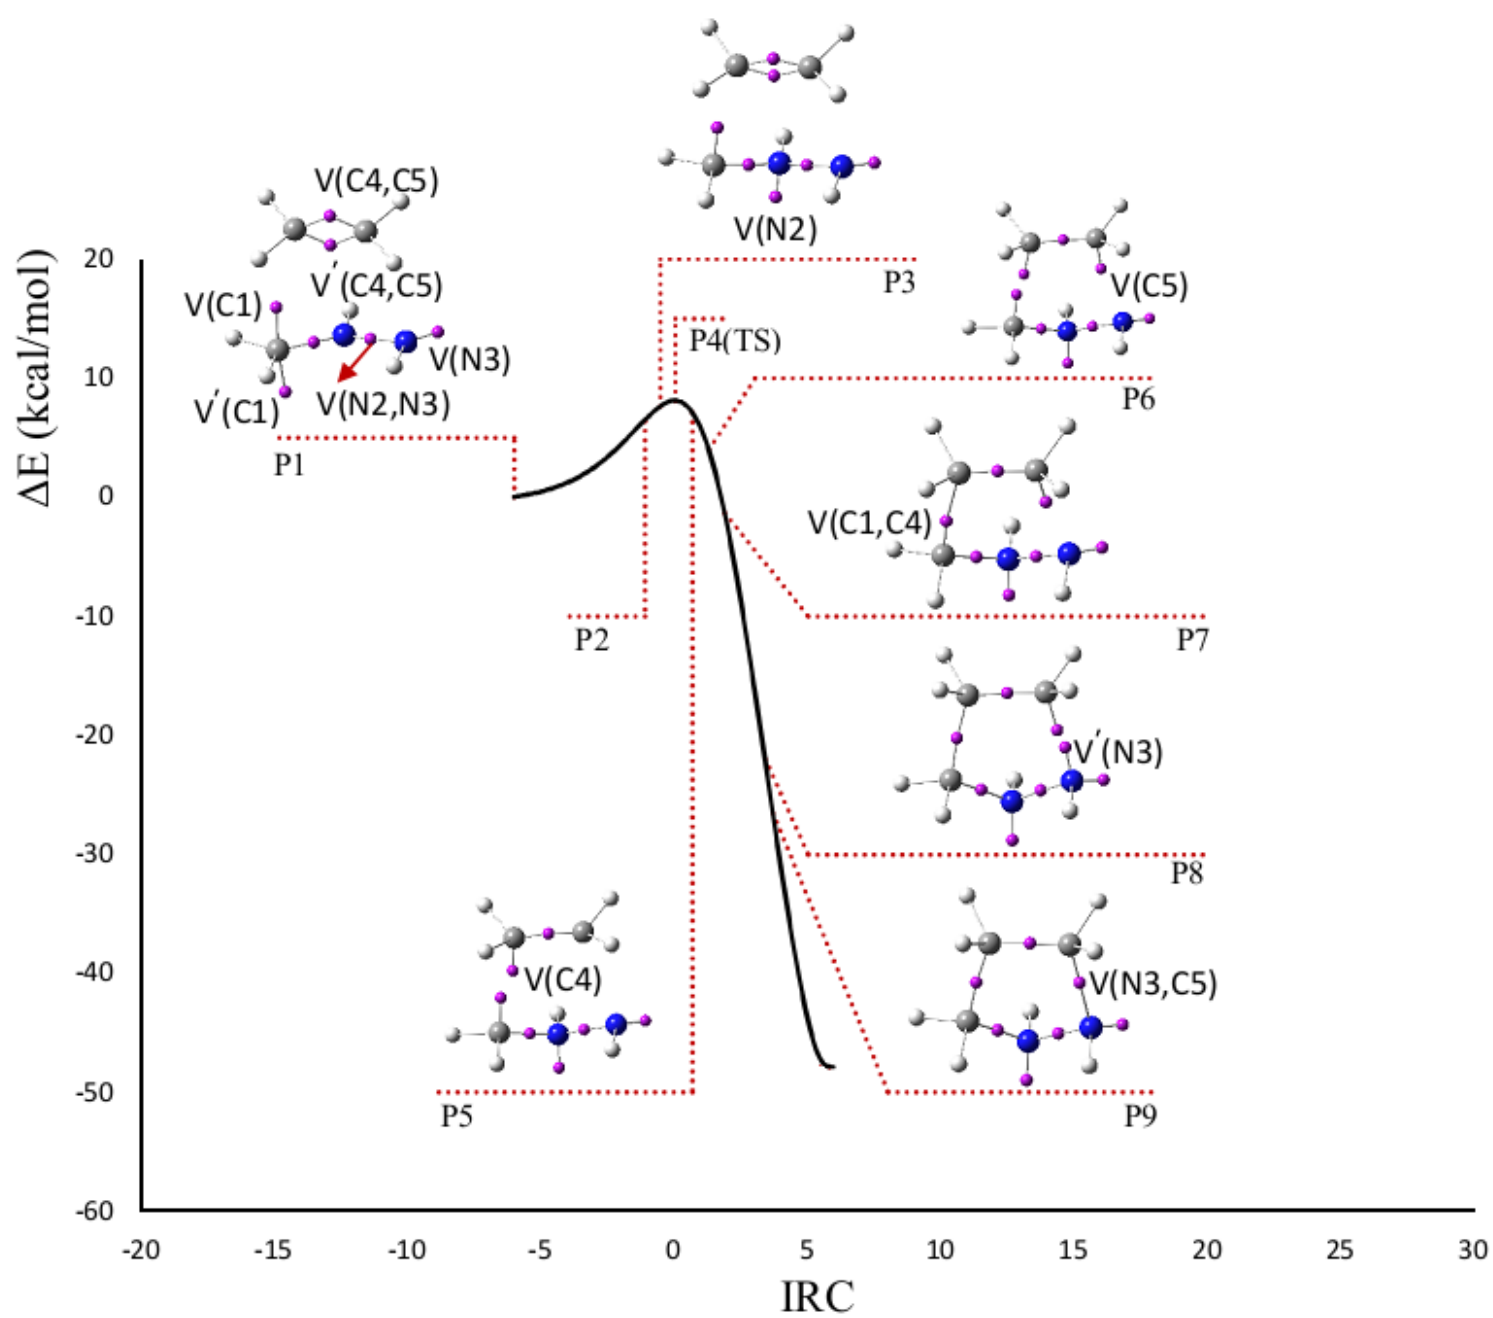 V(N2)
V(C4,C5)
V′(C4,C5)
V(C1)
V(N3)
V′(C1)
V(N2,N3)
P1
P2
P3
P4(TS)
V(C5)
P6
V(C1,C4)
P7
V′(N3)
P8
V(C4)
P5
V(N3,C5)
P9
ΔE (kcal/mol)
20
10
0
-10
-20
-30
-40
-50
-60
-20 -15 -10 -5 0 5 10 15 20 25 30
IRC